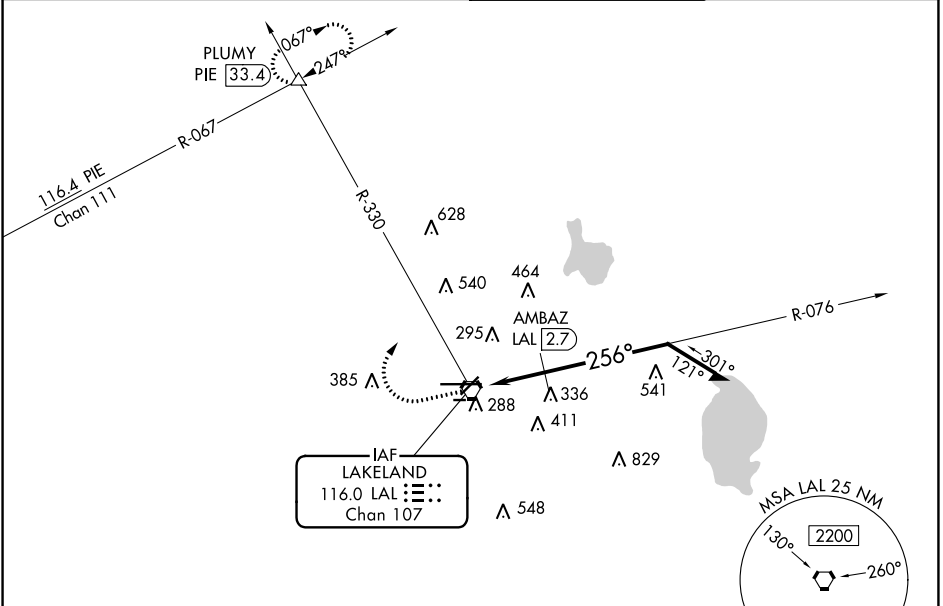 067°
247°
PLUMY
PIE 33.4
R-067
116.4 PIE
Chan 111
R-330
628
540
464
295
AMBAZ
LAL 2.7
R-076
256°
301°
121°
385
288
336
541
411
829
IAF
LAKELAND
116.0 LAL
Chan 107
548
MSA LAL 25 NM
2200
130°
260°